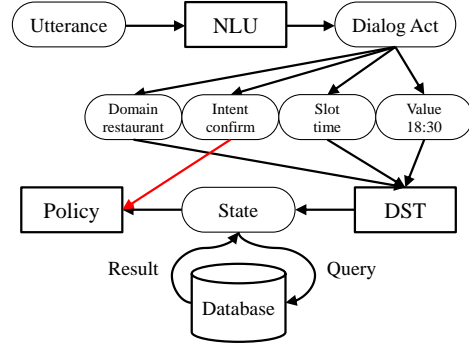 Utterance
NLU
Dialog Act
Domain
restaurant
Intent
confirm
Slot
time
Value
18:30
Policy
State
DST
Result
Query
Database